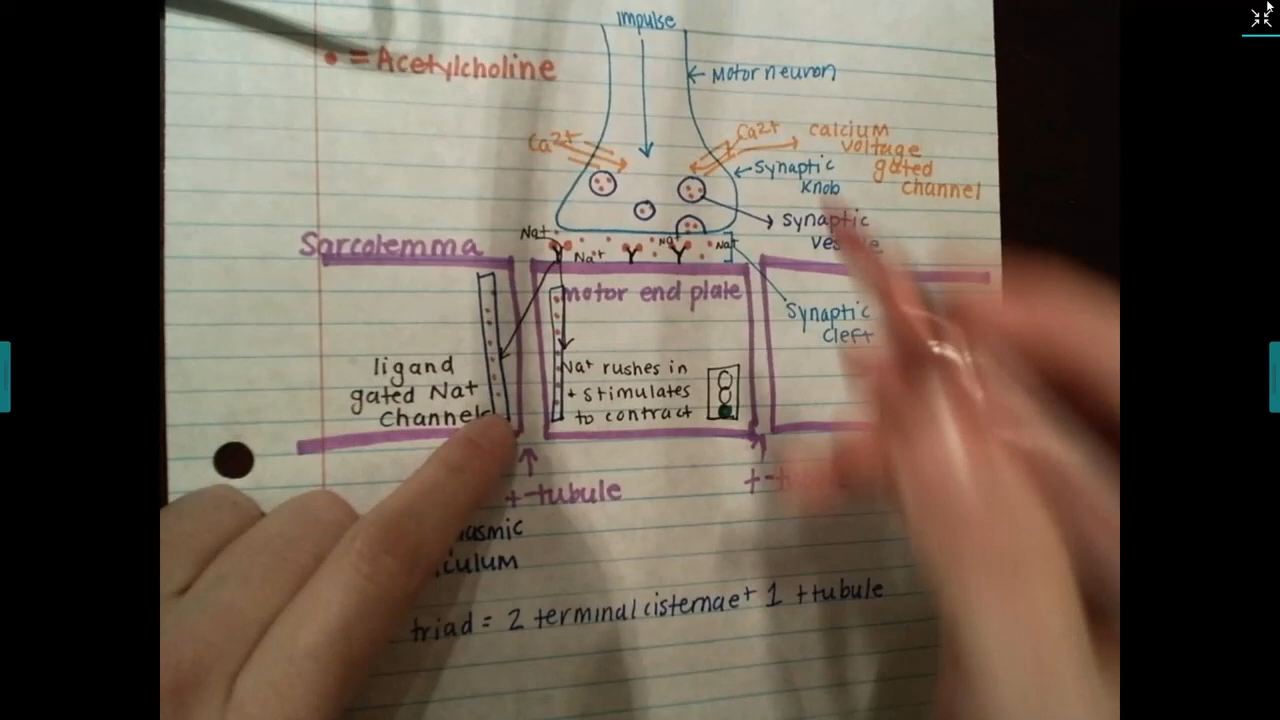 Impulse
• = Acetylcholine
← Motor neuron
Ca2+
Ca2+
calcium
voltage
gated
channel
Synaptic
Knob
synaptic
Na+
Na+
Na+
Na+
Sarcolemma
motor end plate
Synaptic
Cleft
ligand
gated Na+
Channels
Na+ rushes in
+ stimulates
to contract
t-tubule
triad = 2 terminal cisternae + 1 t tubule